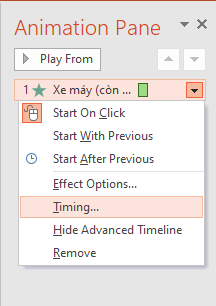 Animation Pane
Play From
1 Xe máy (còn ...
Start On Click
Start With Previous
Start After Previous
Effect Options...
Timing...
Hide Advanced Timeline
Remove